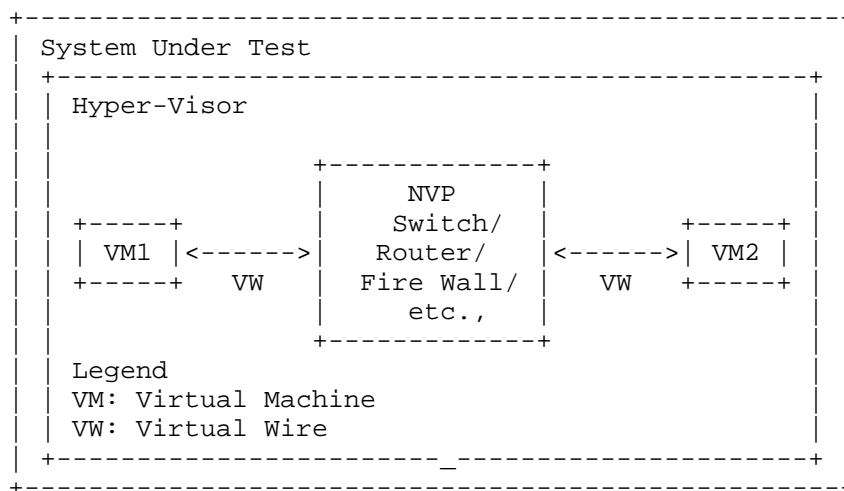 System Under Test
Hyper-Visor
NVP
Switch/
VM1 <------> Router/ <------> VM2
VW Fire Wall/ VW
etc.,
Legend
VM: Virtual Machine
VW: Virtual Wire